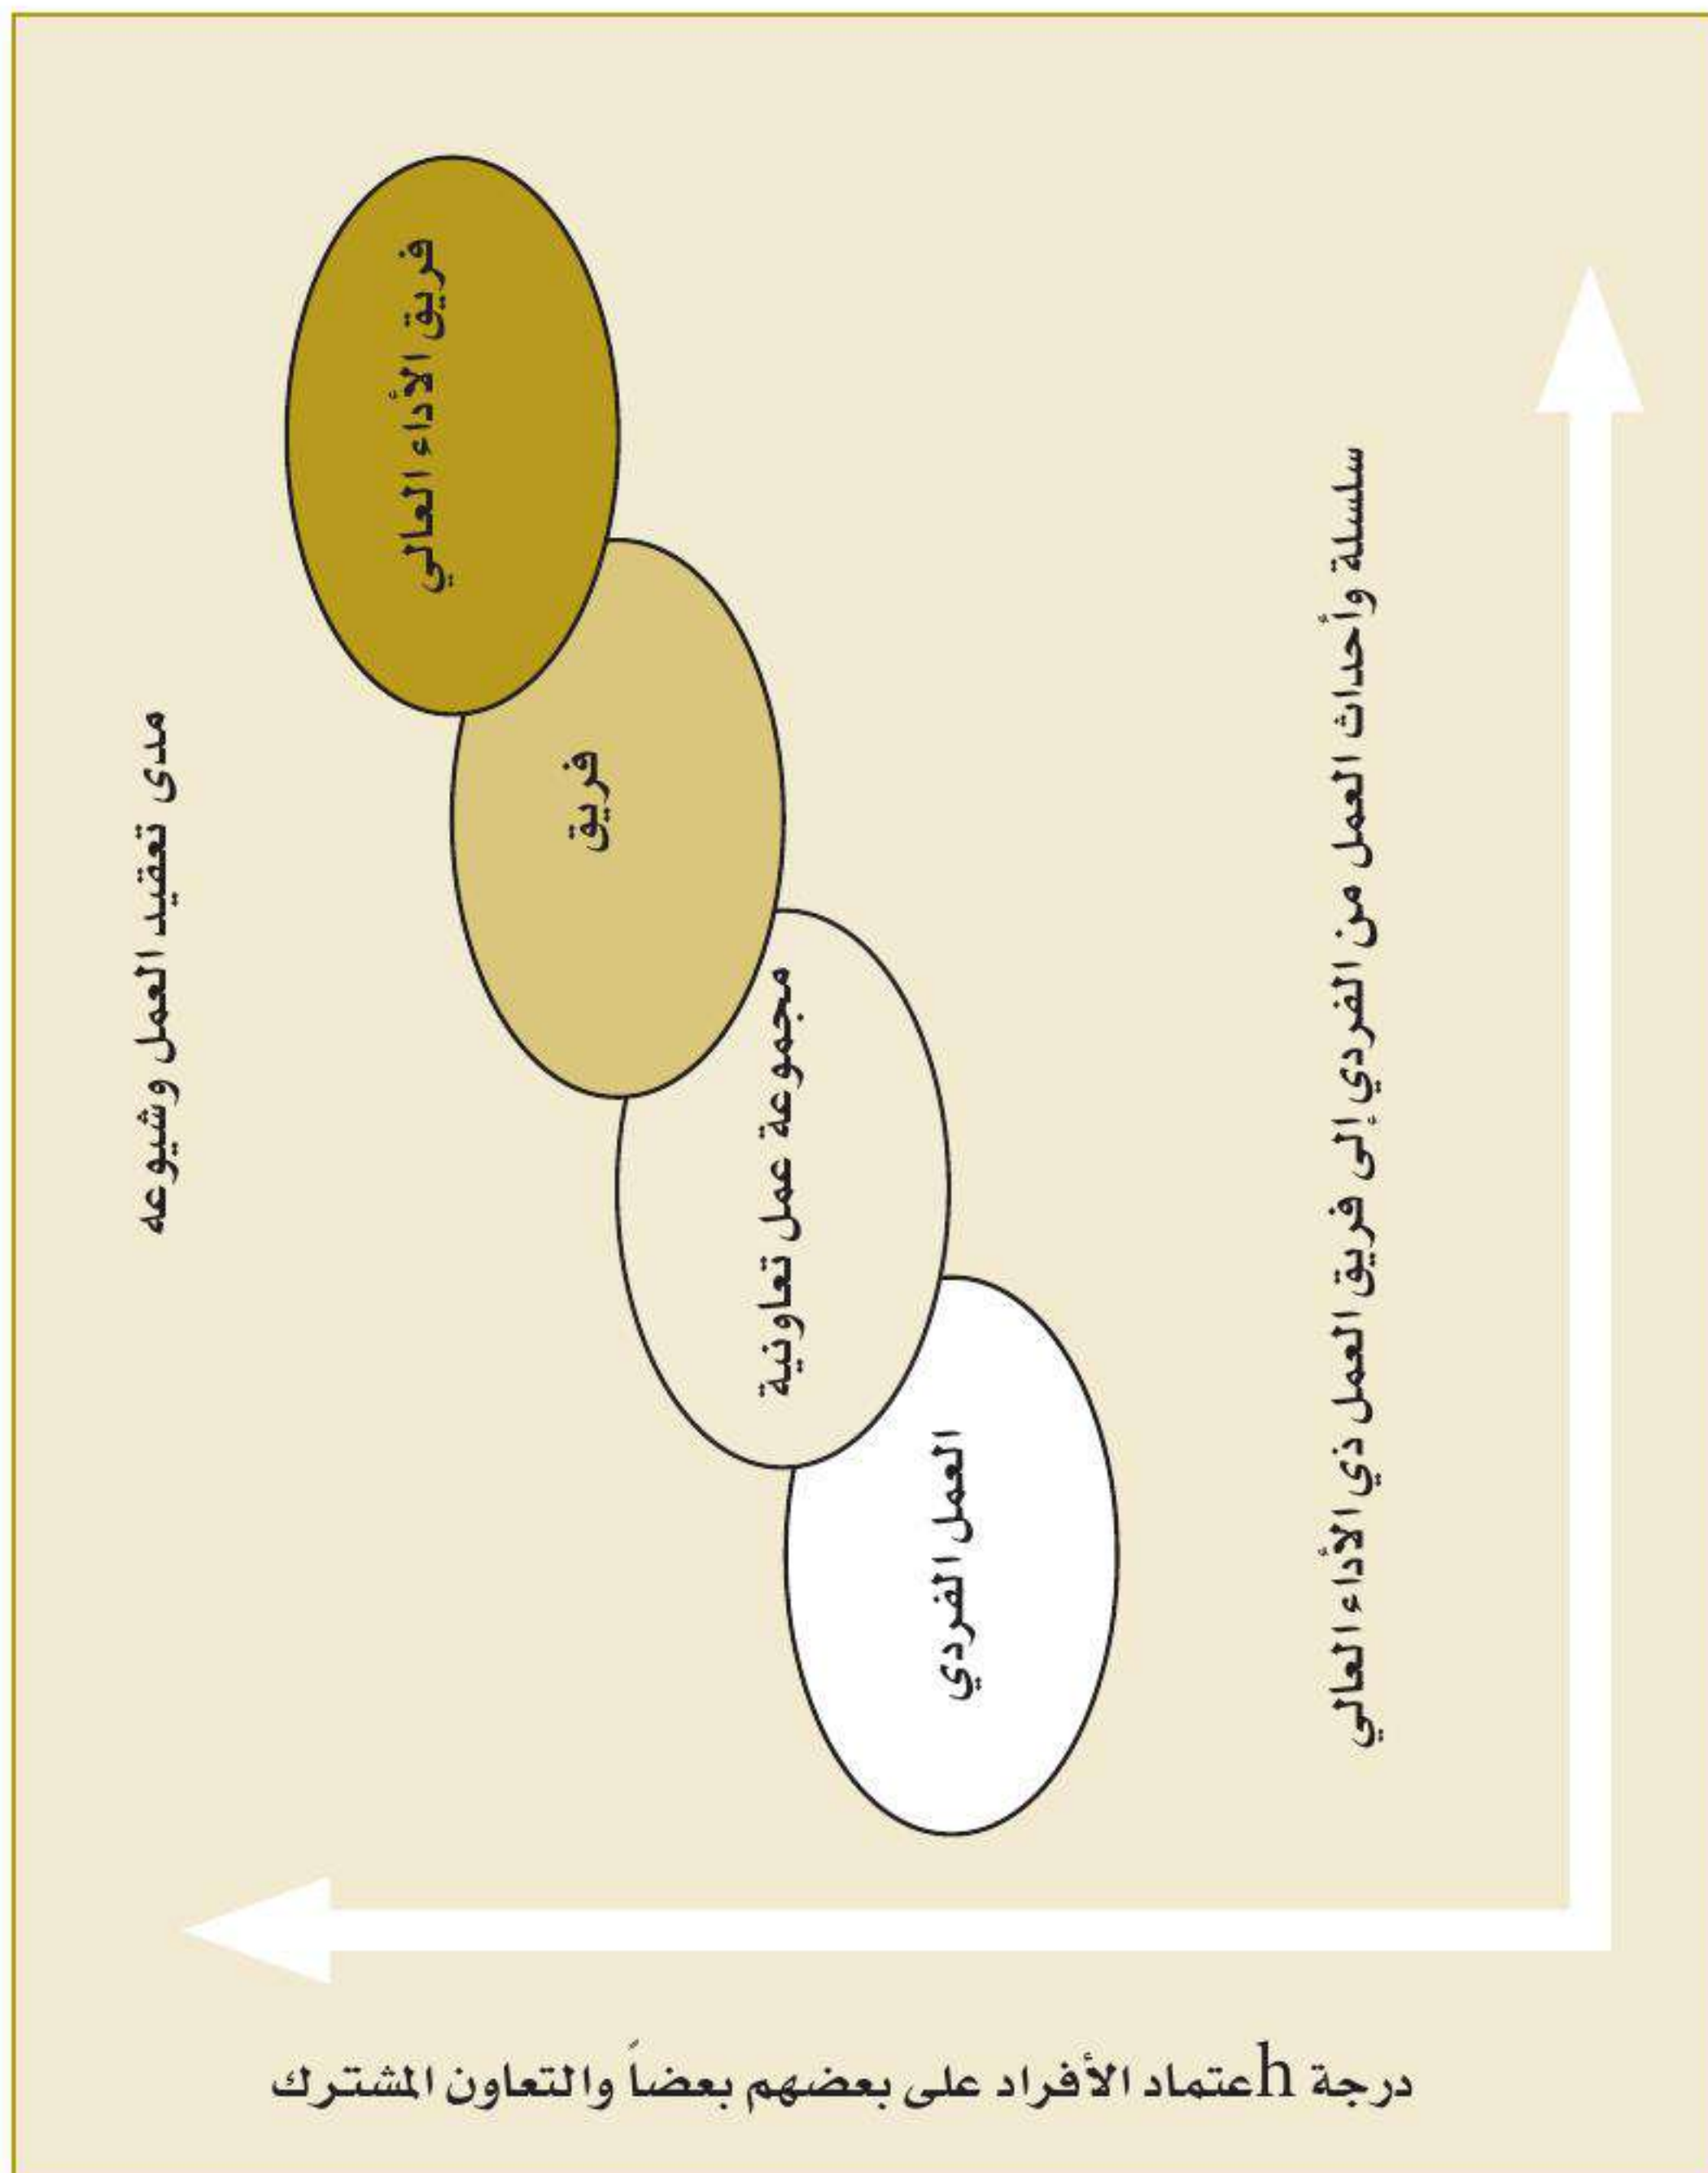 مدى تعقيد العمل وشيوعه
فريق الأداء العالي
فريق
مجموعة عمل تعاونية
العمل الفردي
سلسلة وأحداث العمل من الفردي إلى فريق العمل ذي الأداء العالي
درجة hعتماد الأفراد على بعضهم بعضاً والتعاون المشترك